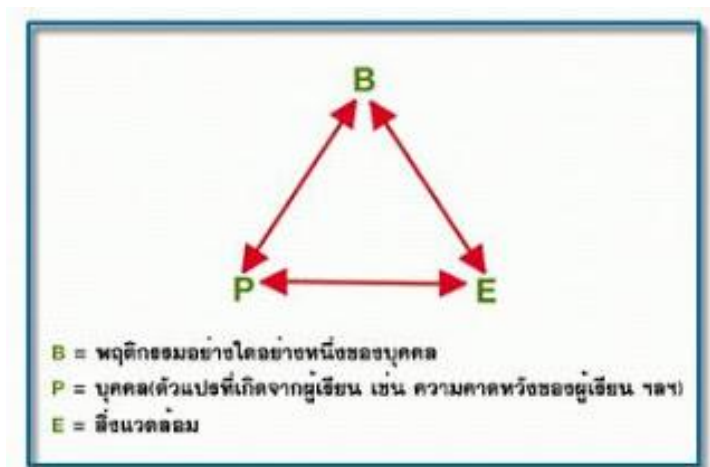 B
P
E
B = พฤติกรรมอย่างใดอย่างหนึ่งของบุคคล
P = บุคคล(ตัวแปรที่เกิดจากผู้เรียน เช่น ความคาดหวังของผู้เรียน ฯลฯ)
E = สิ่งแวดล้อม